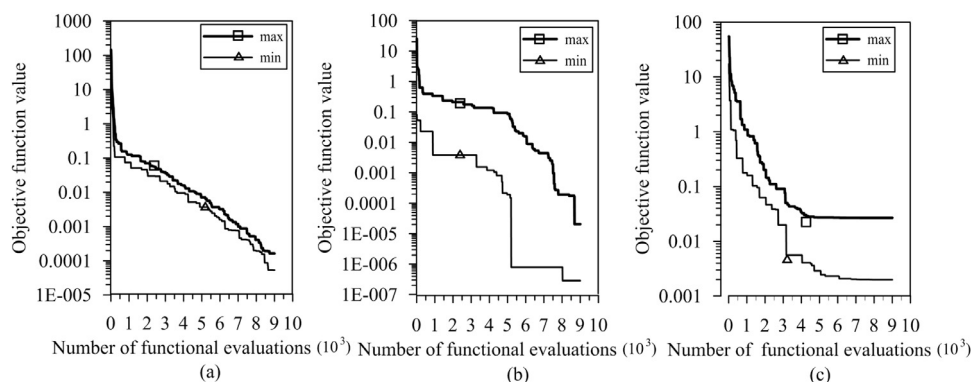 1000
100
10
1
0.1
0.01
0.001
0.0001
1E-005
Objective function value
max
min
0 1 2 3 4 5 6 7 8 9 10
Number of functional evaluations (10³)
(a)
100
10
1
0.1
0.01
0.001
0.0001
1E-005
1E-006
1E-007
Objective function value
max
min
0 1 2 3 4 5 6 7 8 9 10
Number of functional evaluations (10³)
(b)
100
10
1
0.1
0.01
0.001
Objective function value
max
min
0 1 2 3 4 5 6 7 8 9 10
Number of functional evaluations (10³)
(c)